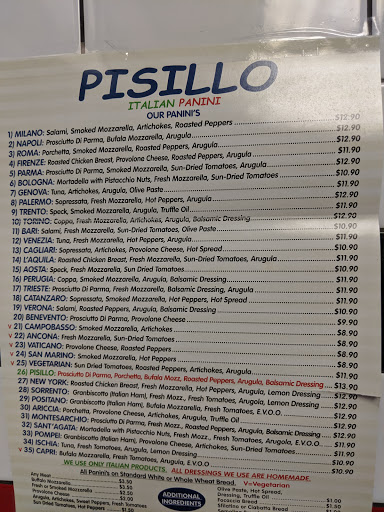 PISILLO
ITALIAN PANINI
OUR PANINI'S
1) MILANO: Salami, Smoked Mozzarella, Artichokes, Roasted Peppers $12.90
2) NAPOLI: Prosciutto Di Parma, Bufala Mozzarella, Arugula $12.90
3) ROMA: Porchetta, Smoked Mozzarella, Roasted Peppers, Arugula $11.90
4) FIRENZE: Roasted Chicken Breast, Provolone Cheese, Roasted Peppers, Arugula
5) PARMA: Prosciutto Di Parma, Smoked Mozzarella, Sun-Dried Tomatoes, Arugula $12.90
6) BOLOGNA: Mortadella with Pistacchio Nuts, Fresh Mozzarella, Sun-Dried Tomatoes $10.90
7) GENOVA: Tuna, Artichokes, Arugula, Olive Paste $11.90
8) PALERMO: Sopressata, Fresh Mozzarella, Hot Peppers, Arugula
9) TRENTO: Speck, Smoked Mozzarella, Arugula, Truffle Oil $11.90
10) TORINO: Coppa, Fresh Mozzarella, Artichokes, Arugula, Balsamic Dressing $12.90
11) BARI: Salami, Fresh Mozzarella, Sun-Dried Tomatoes, Olive Paste $10.90
12) VENEZIA: Tuna, Fresh Mozzarella, Hot Peppers, Arugula $11.90
13) CAGLIARI: Sopressata, Artichokes, Provolone Cheese, Hot Spread $10.90
14) L'AQUILA: Roasted Chicken Breast, Fresh Mozzarella, Sun-Dried Tomatoes, Arugula $11.90
15) AOSTA: Speck, Fresh Mozzarella, Sun Dried Tomatoes $10.90
16) PERUGIA: Coppa, Smoked Mozzarella, Arugula, Balsamic Dressing $11.90
17) TRIESTE: Prosciutto Di Parma, Fresh Mozzarella, Balsamic Dressing, Arugula $11.90
18) CATANZARO: Sopressata, Smoked Mozzarella, Hot Peppers, Hot Spread $11.90
19) VERONA: Salami, Provolone Cheese, Roasted Peppers, Arugula $10.90
20) BENEVENTO: Prosciutto Di Parma, Provolone Cheese $9.90
v 21) CAMPOBASSO: Smoked Mozzarella, Artichokes $8.90
v 22) ANCONA: Fresh Mozzarella, Sun-Dried Tomatoes $8.90
v 23) VATICANO: Provolone Cheese, Roasted Peppers $8.90
v 24) SAN MARINO: Smoked Mozzarella, Hot Peppers $8.90
v 25) VEGETARIAN: Sun Dried Tomatoes, Roasted Peppers, Artichokes, Arugula $11.90
26) PISILLO: Prosciutto Di Parma, Porchetta, Bufala Mozz, Roasted Peppers, Arugula, Balsamic Dressing $13.90
27) NEW YORK: Roasted Chicken Breast, Fresh Mozzarella, Hot Peppers, Arugula, Lemon Dressing $12.90
28) SORRENTO: Granbiscotto (Italian Ham), Fresh Mozz., Fresh Tomatoes, Arugula, Lemon Dressing $12.90
29) POSITANO: Granbiscotto (Italian Ham), Bufala Mozzarella, Fresh Tomatoes, E.V.O.O. $12.90
30) ARICCIA: Porchetta, Provolone Cheese, Artichokes, Arugula, Truffle Oil $12.90
31) MONTESARCHIO: Prosciutto Di Parma, Fresh Mozz., Fresh Tomatoes, Arugula, E.V.O.O.
32) SANT'AGATA: Mortadella with Pistacchio Nuts, Fresh Mozz., Fresh Tomatoes, Arugula, E.V.O.O. $11.90
33) POMPEI: Granbiscotto (Italian Ham), Provolone Cheese, Roasted Peppers, Arugula $11.90
34) ISCHIA: Tuna, Fresh Tomatoes, Arugula, Lemon Dressing $10.90
v 35) CAPRI: Bufala Mozzarella, Fresh Tomatoes, Arugula, E.V.O.O $10.90
WE USE ONLY ITALIAN PRODUCTS. ALL DRESSINGS WE USE ARE HOMEMADE.
All Panini's on Standard White or Whole Wheat Bread. V=Vegetarian
Any Meat $3.50
Bufala Mozzarella $3.50
Fresh or Smoked Mozzarella $2.50
Provolone Cheese $2.00
Arugula, Artichokes, Sweet Peppers, Fresh Tomatoes
ADDITIONAL
INGREDIENTS
Olive Paste, Hot Spread,
Dressing, Truffle Oil
Focaccia Bread
Sfilatino or Ciabatta Bread